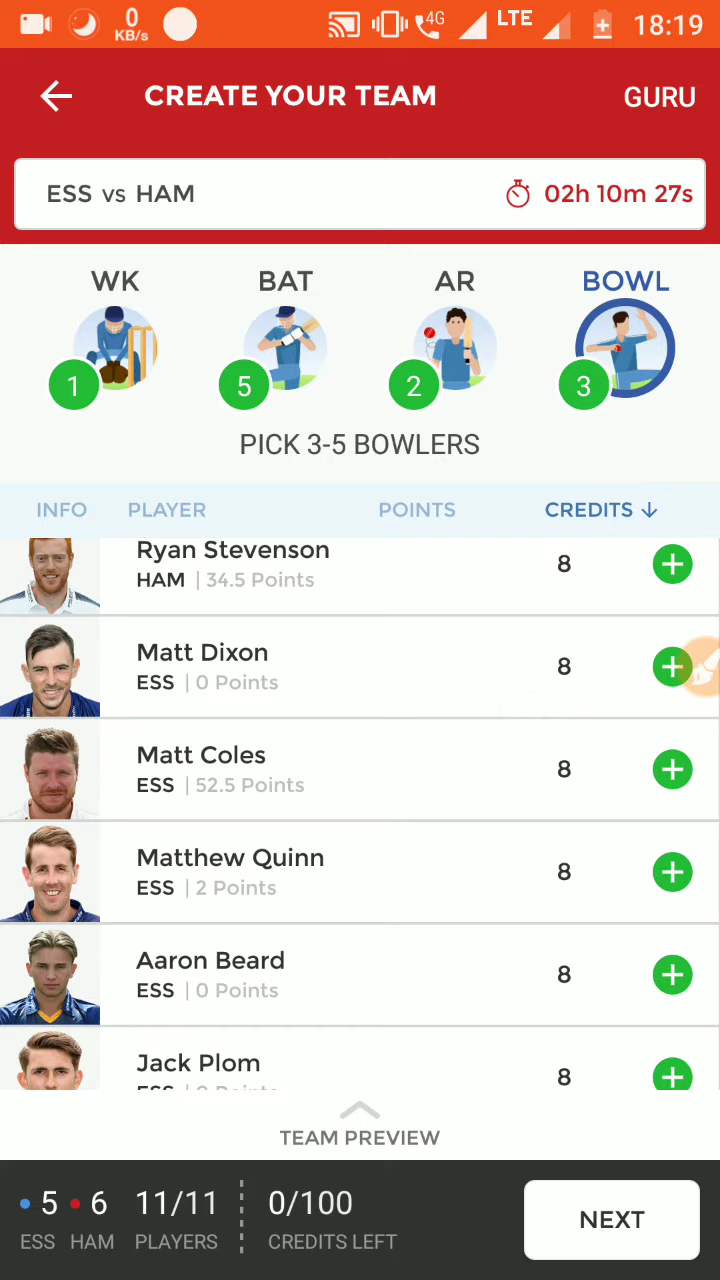 0 KB/s 4G LTE 18:19
CREATE YOUR TEAM GURU
ESS vs HAM 02h 10m 27s
WK BAT AR BOWL
1 5 2 3
PICK 3-5 BOWLERS
INFO PLAYER POINTS CREDITS ↓
Ryan Stevenson
HAM | 34.5 Points 8
Matt Dixon
ESS | 0 Points 8
Matt Coles
ESS | 52.5 Points 8
Matthew Quinn
ESS | 2 Points 8
Aaron Beard
ESS | 0 Points 8
Jack Plom
ESS | 0 Points 8
TEAM PREVIEW
5 6 11/11 0/100 NEXT
ESS HAM PLAYERS CREDITS LEFT